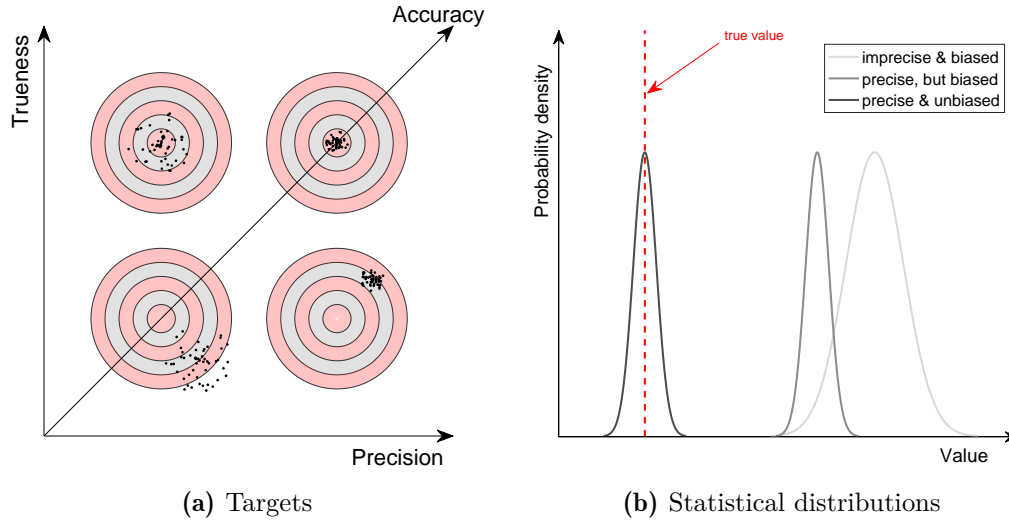 Accuracy
Trueness
Precision
(a) Targets
true value
imprecise & biased
precise, but biased
precise & unbiased
Probability density
Value
(b) Statistical distributions